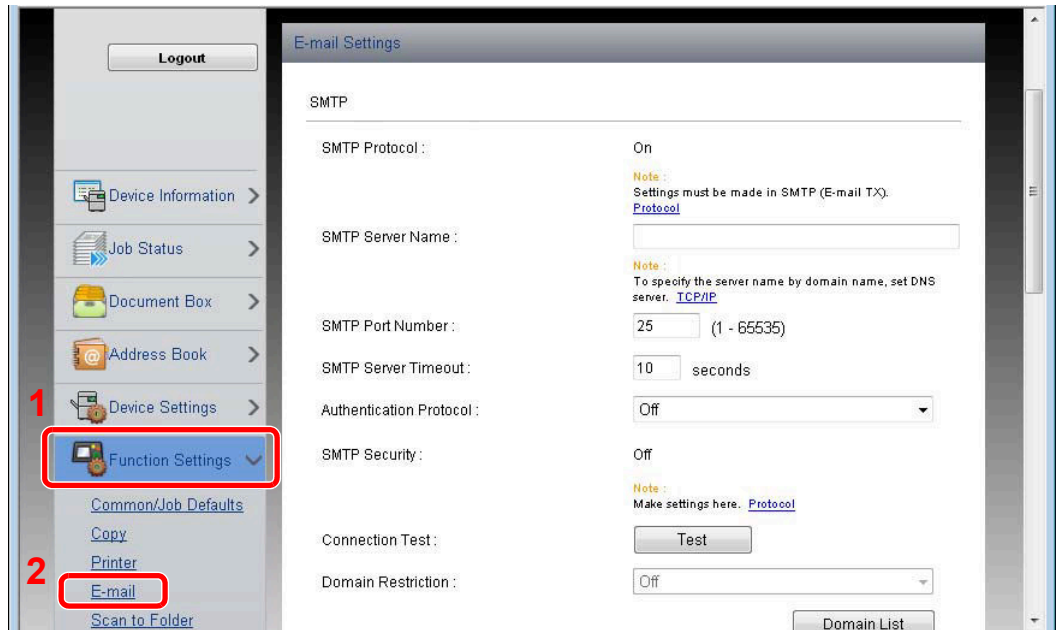 Logout
Device Information
Job Status
Document Box
Address Book
1
Device Settings
Function Settings
Common/Job Defaults
Copy
Printer
2
E-mail
Scan to Folder
E-mail Settings
SMTP
SMTP Protocol : On
Note :
Settings must be made in SMTP (E-mail TX).
Protocol
SMTP Server Name :
Note :
To specify the server name by domain name, set DNS
server. TCP/IP
SMTP Port Number : 25 (1 - 65535)
SMTP Server Timeout : 10 seconds
Authentication Protocol : Off
SMTP Security : Off
Note :
Make settings here. Protocol
Connection Test : Test
Domain Restriction : Off
Domain List